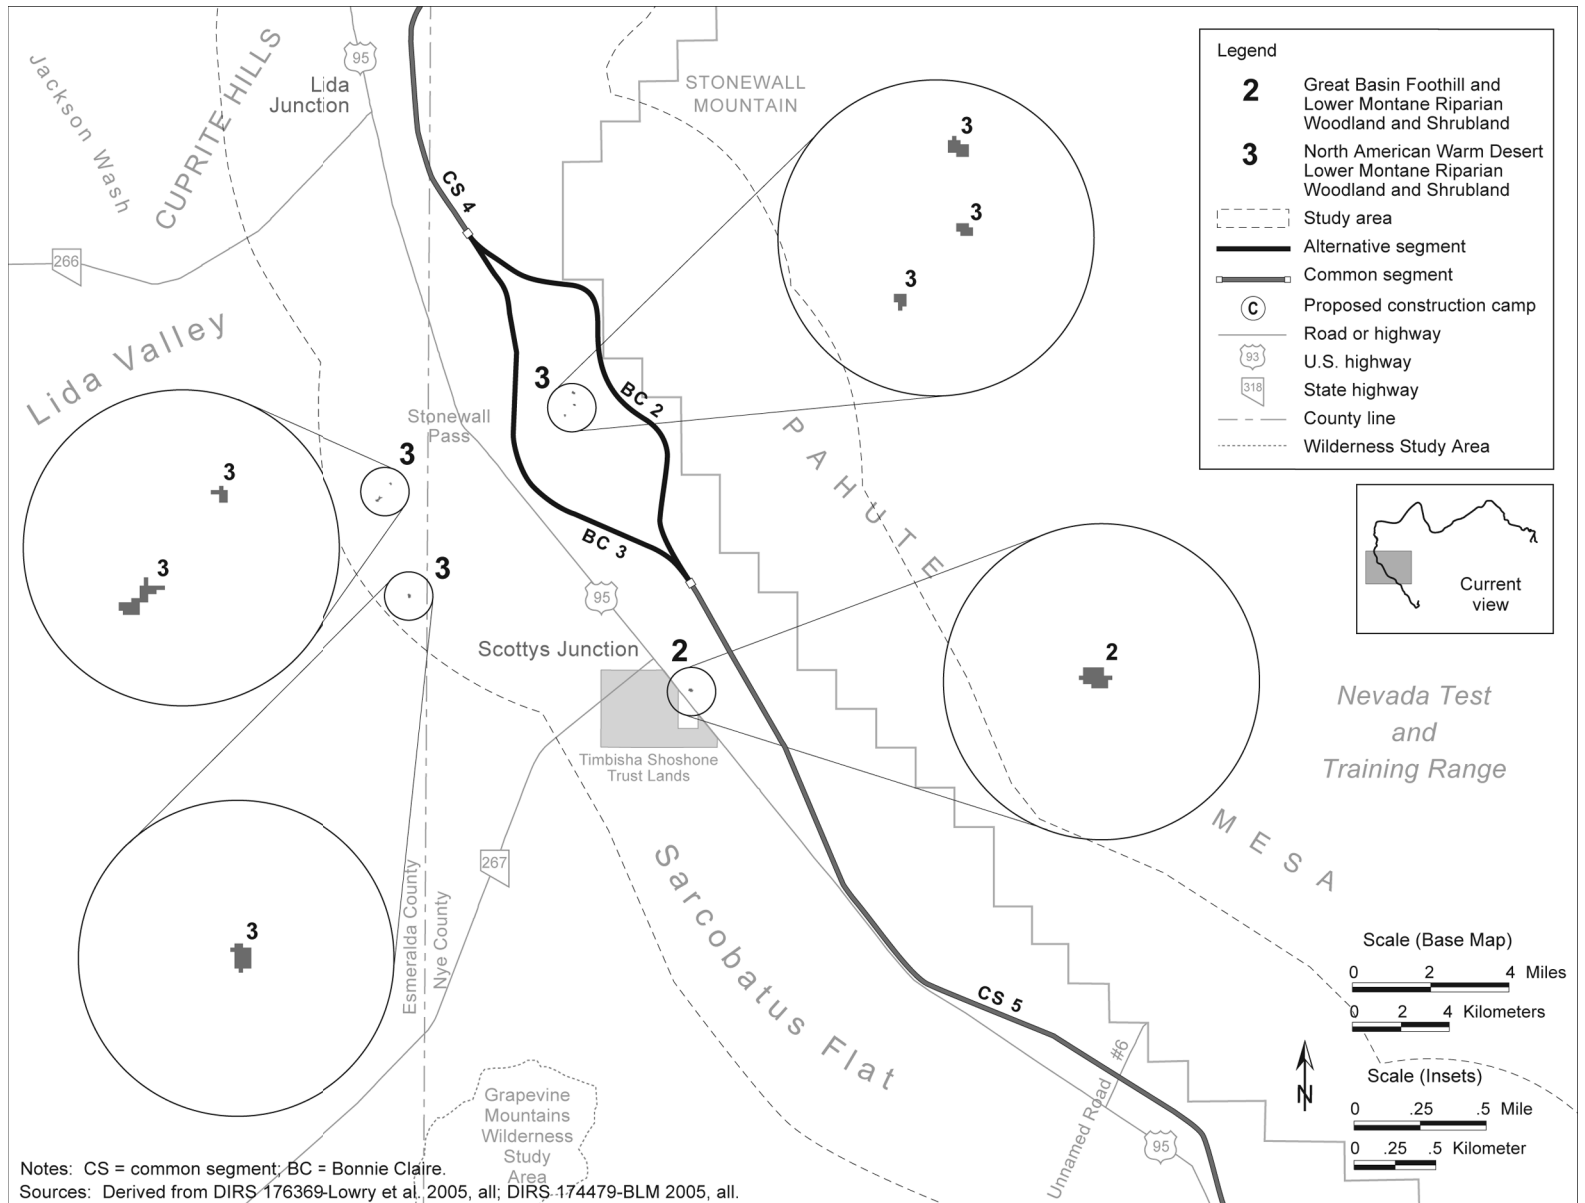 Jackson Wash
CUPRITE HILLS
95
Lida
Junction
STONEWALL
MOUNTAIN
CS 4
266
Lida Valley
3
3
3
3
BC 2
Stonewall
Pass
3
3
3
PAHUTE
BC 3
3
95
Scottys Junction
2
2
Timbisha Shoshone
Trust Lands
Nevada Test
and
Training Range
MESA
267
Esmeralda County
Nye County
3
Sarcobatus Flat
CS 5
Unnamed Road #6
95
Grapevine
Mountains
Wilderness
Study
Area
Legend
2 Great Basin Foothill and
Lower Montane Riparian
Woodland and Shrubland
3 North American Warm Desert
Lower Montane Riparian
Woodland and Shrubland
Study area
Alternative segment
Common segment
C Proposed construction camp
Road or highway
93 U.S. highway
318 State highway
County line
Wilderness Study Area
Current
view
Scale (Base Map)
0 2 4 Miles
0 2 4 Kilometers
N
Scale (Insets)
0 .25 .5 Mile
0 .25 .5 Kilometer
Notes: CS = common segment; BC = Bonnie Claire.
Sources: Derived from DIRS 176369-Lowry et al. 2005, all; DIRS 174479-BLM 2005, all.